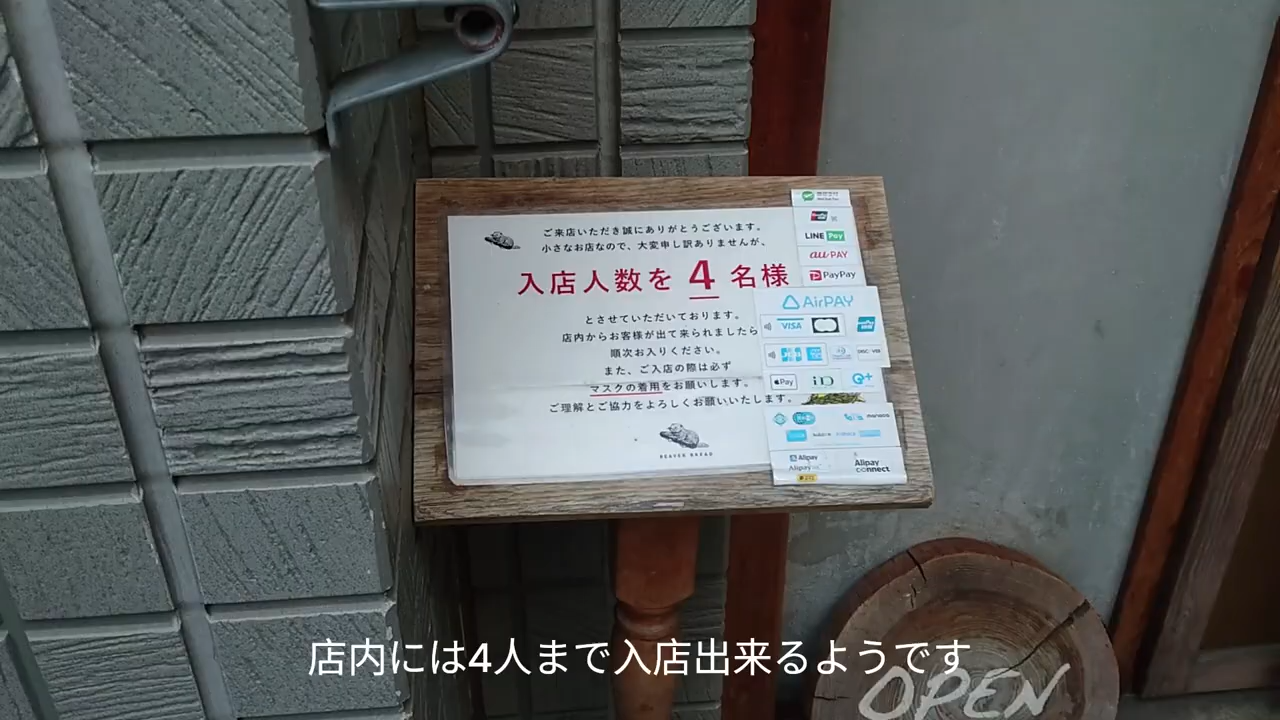 ご来店いただき誠にありがとうございます。
小さなお店なので、大変申し訳ありませんが、
入店人数を 4 名様
とさせていただいております。
店内からお客様が出て来られましたら
順次お入りください。
また、ご入店の際は必ず
マスクの着用をお願いします。
ご理解とご協力をよろしくお願いいたします。
BEAVER BREAD
LINE Pay
au PAY
PayPay
AirPAY
VISA
JCB
Pay
iD
Alipay
Alipay connect
OPEN
店内には4人まで入店出来るようです